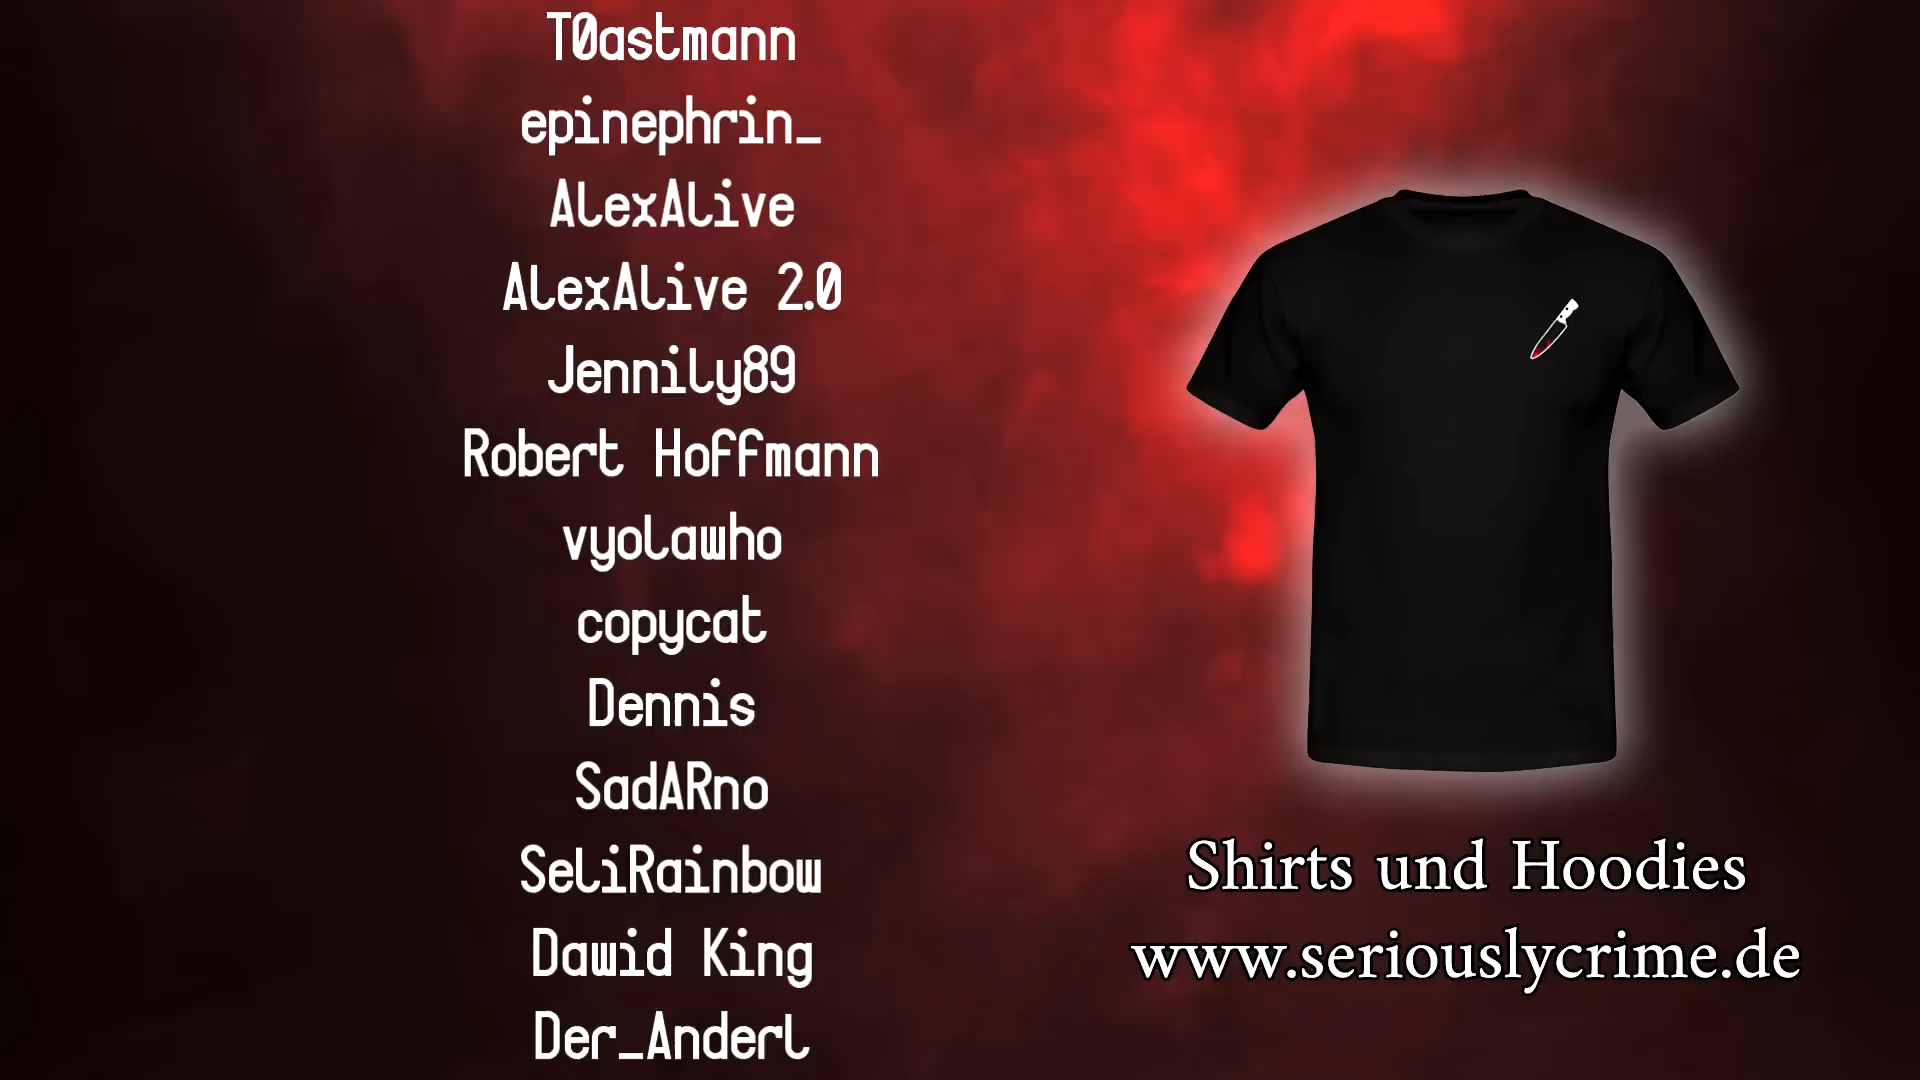 T0astmann
epinephrin_
AlexAlive
AlexAlive 2.0
Jennily89
Robert Hoffmann
vyolawho
copycat
Dennis
SadARno
SeliRainbow
Dawid King
Der_Anderl
Shirts und Hoodies
www.seriouslycrime.de